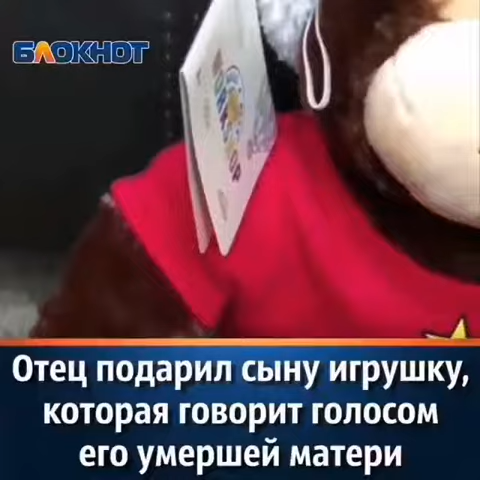 БЛОКНОТ
Отец подарил сыну игрушку,
которая говорит голосом
его умершей матери